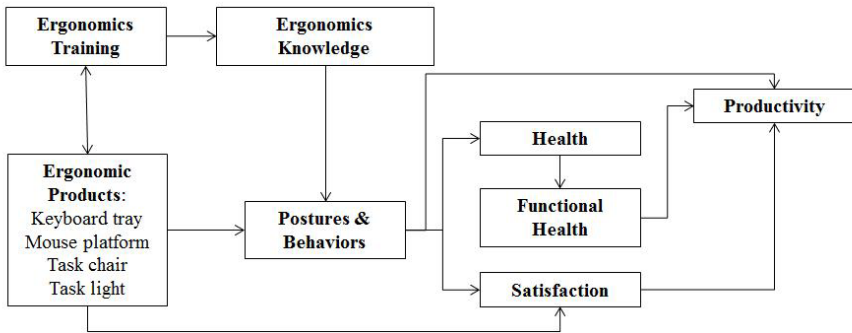 Ergonomics
Training
Ergonomics
Knowledge
Productivity
Health
Ergonomic
Products:
Keyboard tray
Mouse platform
Task chair
Task light
Postures &
Behaviors
Functional
Health
Satisfaction